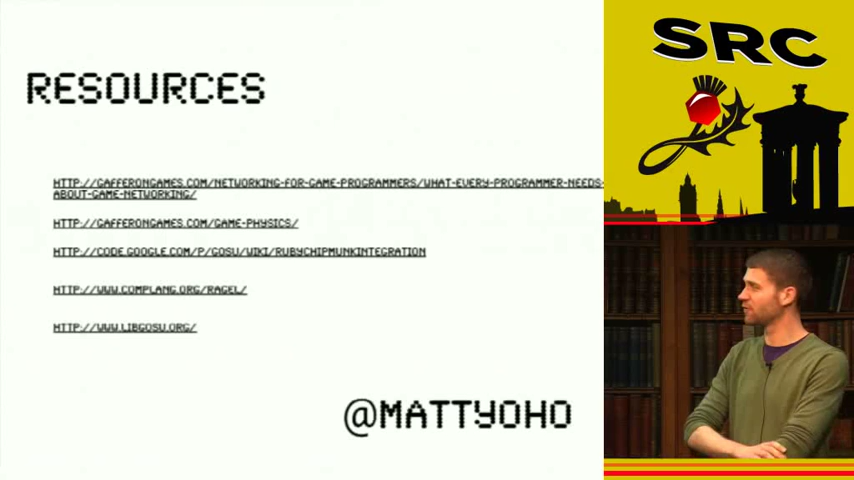 RESOURCES
HTTP://GAFFERONGAMES.COM/NETWORKING-FOR-GAME-PROGRAMMERS/WHAT-EVERY-PROGRAMMER-NEEDS-
ABOUT-GAME-NETWORKING/
HTTP://GAFFERONGAMES.COM/GAME-PHYSICS/
HTTP://CODE.GOOGLE.COM/P/GOSU/WIKI/RUBYCHIPMUNKINTEGRATION
HTTP://WWW.COMPLANG.ORG/RAGEL/
HTTP://WWW.LIBGOSU.ORG/
@MATTYOHO
SRC